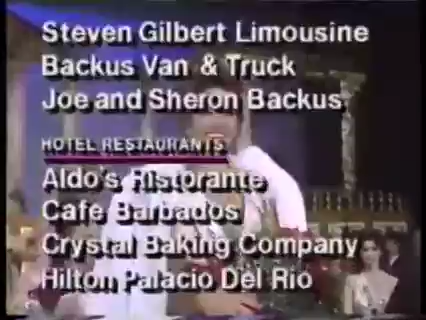 Steven Gilbert Limousine
Backus Van & Truck
Joe and Sheron Backus
HOTEL RESTAURANTS
Aldo's Ristorante
Cafe Barbados
Crystal Baking Company
Hilton Palacio Del Rio